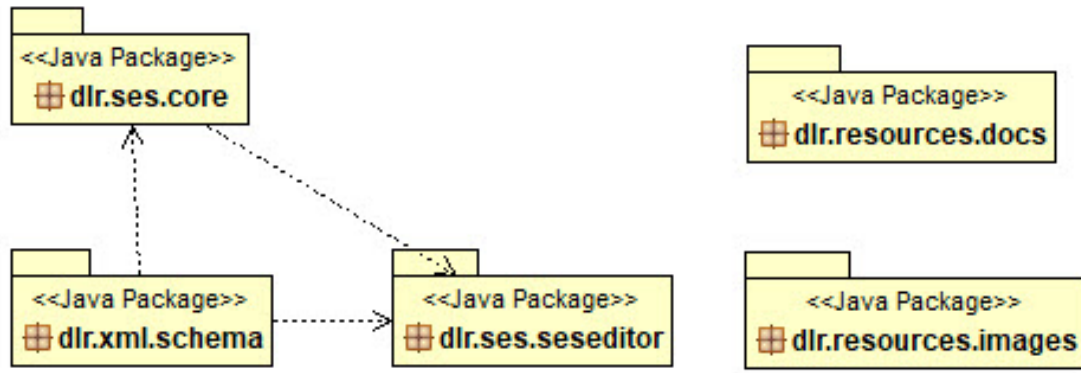 <<Java Package>>
dlr.ses.core
<<Java Package>>
dlr.resources.docs
<<Java Package>>
dlr.xml.schema
<<Java Package>>
dlr.ses.seseditor
<<Java Package>>
dlr.resources.images